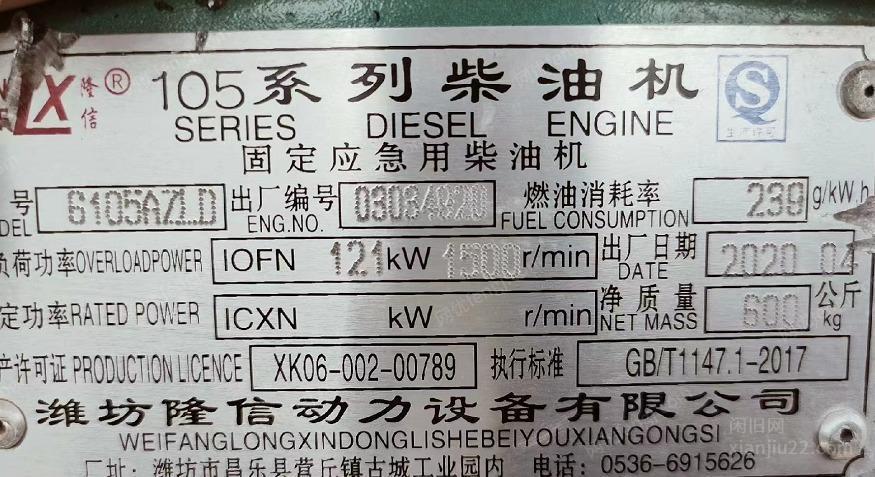 LX 隆信 ® 105系列柴油机
SERIES DIESEL ENGINE
生产许可
固定应急用柴油机
号 6105AZLD 出厂编号 燃油消耗率 239 g/kW.h
DEL ENG.NO. FUEL CONSUMPTION
负荷功率OVERLOADPOWER IOFN 121kW 1500r/min 出厂日期 2020 04
DATE
定功率RATED POWER ICXN kW r/min 净质量 600 公斤
NET MASS kg
产许可证 PRODUCTION LICENCE XK06-002-00789 执行标准 GB/T1147.1-2017
潍坊隆信动力设备有限公司
WEIFANGLONGXINDONGLISHEBEIYOUXIANGONGSI
厂址: 潍坊市昌乐县营丘镇古城工业园内 电话: 0536-6915626
闲旧网
xianjiu22.com